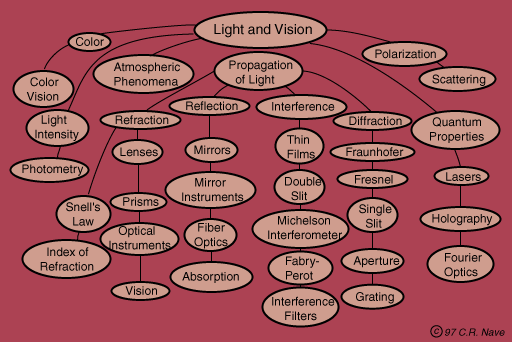 Light and Vision
Color
Polarization
Scattering
Color
Vision
Atmospheric
Phenomena
Propagation
of Light
Light
Intensity
Photometry
Refraction
Reflection
Interference
Diffraction
Quantum
Properties
Lenses
Prisms
Optical
Instruments
Vision
Snell's
Law
Index of
Refraction
Mirrors
Mirror
Instruments
Fiber
Optics
Absorption
Thin
Films
Double
Slit
Michelson
Interferometer
Fabry-
Perot
Interference
Filters
Fraunhofer
Fresnel
Single
Slit
Aperture
Grating
Lasers
Holography
Fourier
Optics
© 97 C.R. Nave